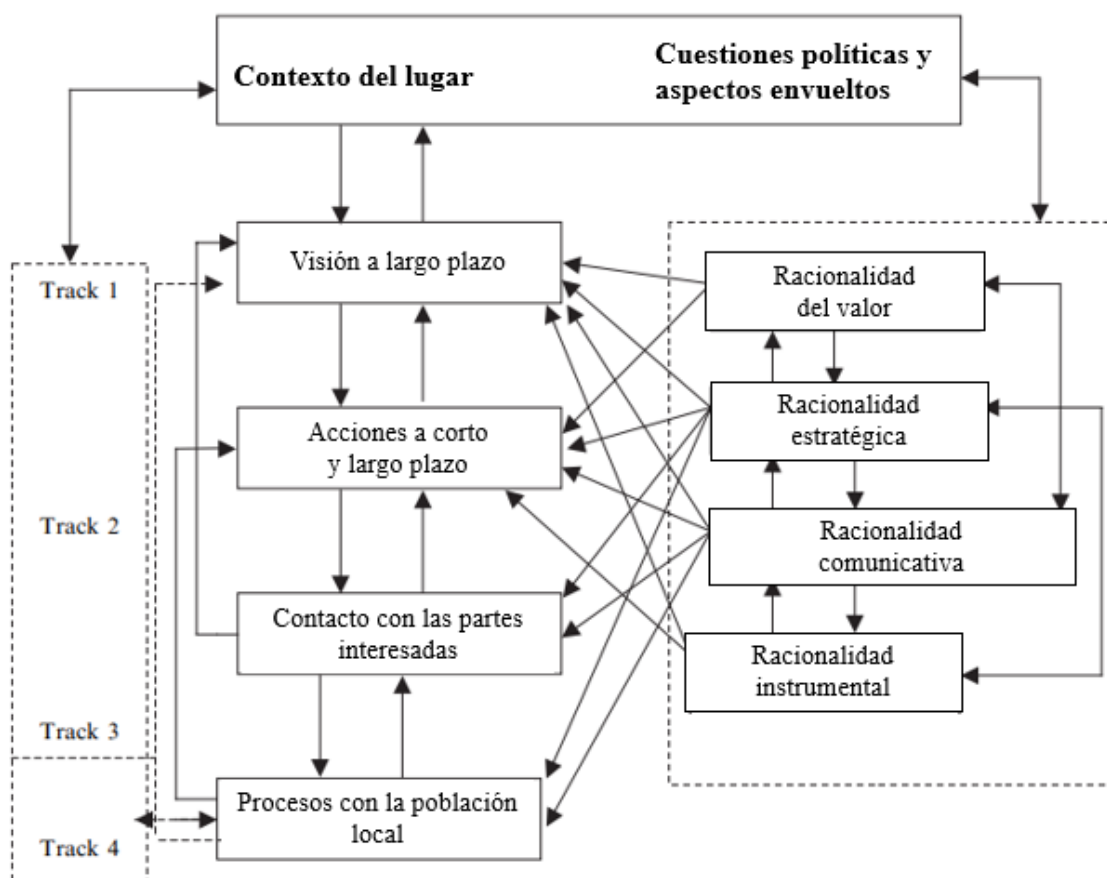 Contexto del lugar
Cuestiones políticas y
aspectos envueltos
Track 1
Visión a largo plazo
Racionalidad
del valor
Acciones a corto
y largo plazo
Racionalidad
estratégica
Track 2
Racionalidad
comunicativa
Contacto con las partes
interesadas
Racionalidad
instrumental
Track 3
Procesos con la población
local
Track 4